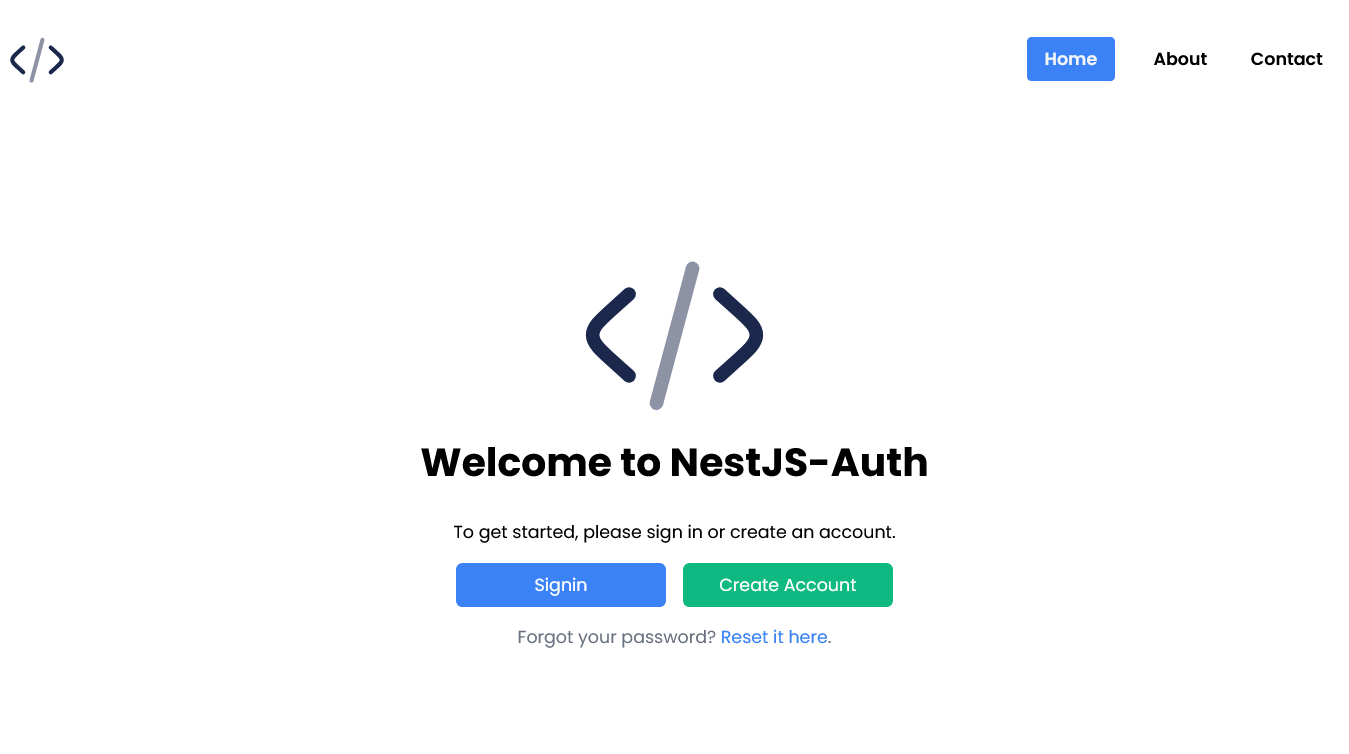 Home About Contact
Welcome to NestJS-Auth
To get started, please sign in or create an account.
Signin Create Account
Forgot your password? Reset it here.